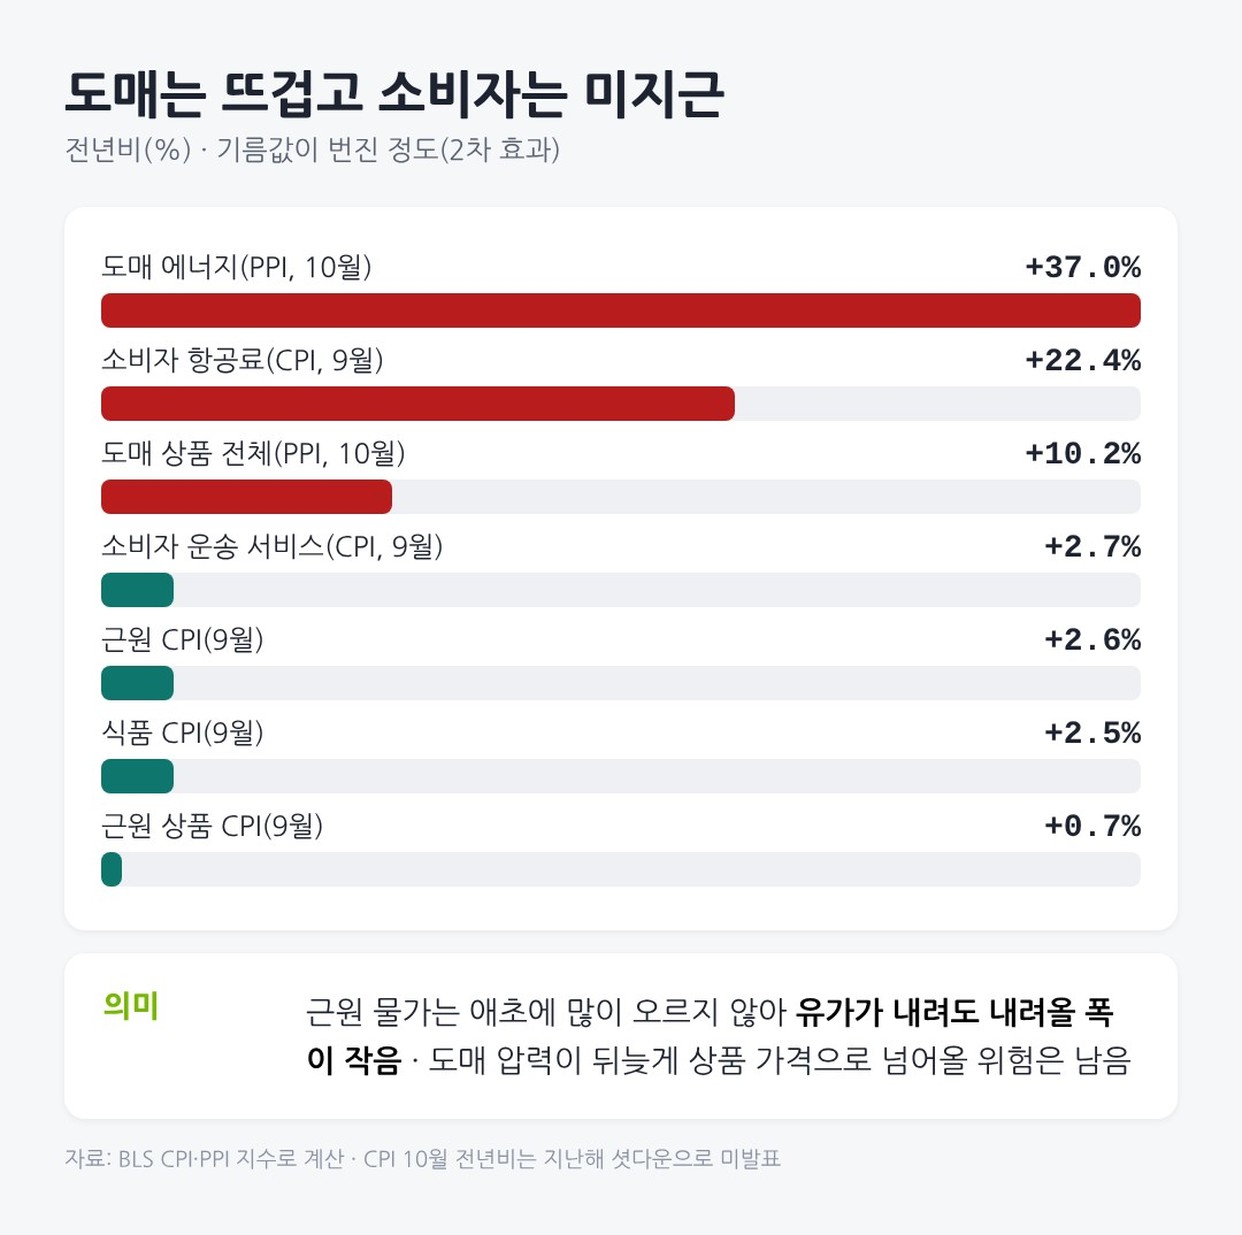 도매는 뜨겁고 소비자는 미지근
전년비(%) · 기름값이 번진 정도(2차 효과)
도매 에너지(PPI, 10월) +37.0%
소비자 항공료(CPI, 9월) +22.4%
도매 상품 전체(PPI, 10월) +10.2%
소비자 운송 서비스(CPI, 9월) +2.7%
근원 CPI(9월) +2.6%
식품 CPI(9월) +2.5%
근원 상품 CPI(9월) +0.7%
의미
근원 물가는 애초에 많이 오르지 않아 유가가 내려도 내려올 폭
이 작음 · 도매 압력이 뒤늦게 상품 가격으로 넘어올 위험은 남음
자료: BLS CPI·PPI 지수로 계산 · CPI 10월 전년비는 지난해 셧다운으로 미발표